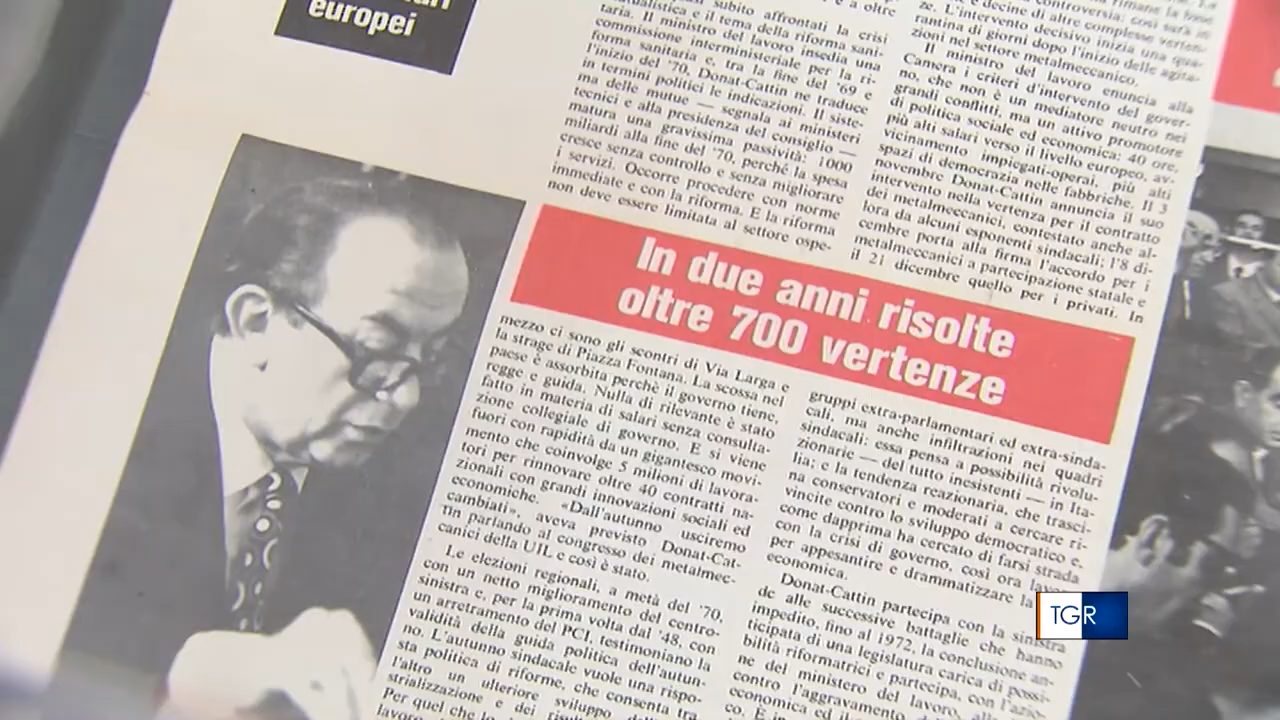 europei
quasi subito affrontati la crisi
mutualistica e il tema della riforma sani-
taria. Il ministro del lavoro insedia una
commissione interministeriale per la ri-
forma sanitaria e, tra la fine del '69 e
l'inizio del '70, Donat-Cattin ne traduce
in termini politici le indicazioni. Il siste-
ma delle mutue — segnala ai ministeri
tecnici e alla presidenza del consiglio —
matura una gravissima passività: 1000
miliardi alla fine del '70, perché la spesa
cresce senza controllo e senza migliorare
i servizi. Occorre procedere con norme
immediate e con la riforma. E la riforma
non deve essere limitata al settore ospe-
decine di altre complesse verten-
ze. L'intervento decisivo inizia una qua-
rantina di giorni dopo l'inizio delle agita-
zioni nel settore metalmeccanico.
Il ministro del lavoro enuncia alla
Camera i criteri d'intervento del gover-
no, che non è un mediatore neutro nei
grandi conflitti, ma un attivo promotore
di politica sociale ed economica: 40 ore,
più alti salari verso il livello europeo, av-
vicinamento impiegati-operai, più alti
spazi di democrazia nelle fabbriche. Il 3
novembre Donat-Cattin annuncia il suo
intervento nella vertenza per il contratto
dei metalmeccanici, contestato anche al-
lora da alcuni esponenti sindacali; l'8 di-
cembre porta alla firma l'accordo per i
metalmeccanici a partecipazione statale e
il 21 dicembre quello per i privati. In
In due anni risolte
oltre 700 vertenze
mezzo ci sono gli scontri di Via Larga e
la strage di Piazza Fontana. La scossa nel
paese è assorbita perchè il governo tiene,
regge e guida. Nulla di rilevante è stato
fatto in materia di salari senza consulta-
zione collegiale di governo. E si viene
fuori con rapidità da un gigantesco movi-
mento che coinvolge 5 milioni di lavora-
tori per rinnovare oltre 40 contratti na-
zionali con grandi innovazioni sociali ed
economiche. «Dall'autunno usciremo
cambiati», aveva previsto Donat-Cat-
tin parlando al congresso dei metalmec-
canici della UIL e così è stato.
Le elezioni regionali, a metà del '70,
con un netto miglioramento del centro-
sinistra e, per la prima volta dal '48, con
un arretramento del PCI, testimoniano la
validità della guida politica dell'autun-
no. L'autunno sindacale vuole una rispo-
sta politica di riforme, che consenta tra
l'altro un ulteriore sviluppo
strializzazione e dei
Per quel che
gruppi extra-parlamentari ed extra-sinda-
cali, ma anche infiltrazioni nei quadri
sindacali: essa pensa a possibilità rivolu-
zionarie — del tutto inesistenti — in Ita-
lia; e la tendenza reazionaria, che trasci-
na conservatori e moderati a cercare ri-
vincite contro lo sviluppo democratico e,
come dapprima ha cercato di farsi strada
con la crisi di governo, così ora
per appesantire e drammatizzare la
economica.
Donat-Cattin partecipa con la sinistra
de alle successive battaglie che hanno
impedito, fino al 1972, la conclusione an-
ticipata di una legislatura carica di possi-
bilità riformatrici e partecipa, con l'azio-
ne del ministero del lavoro,
contro l'aggravamento
economica ed il
co. È in
TGR